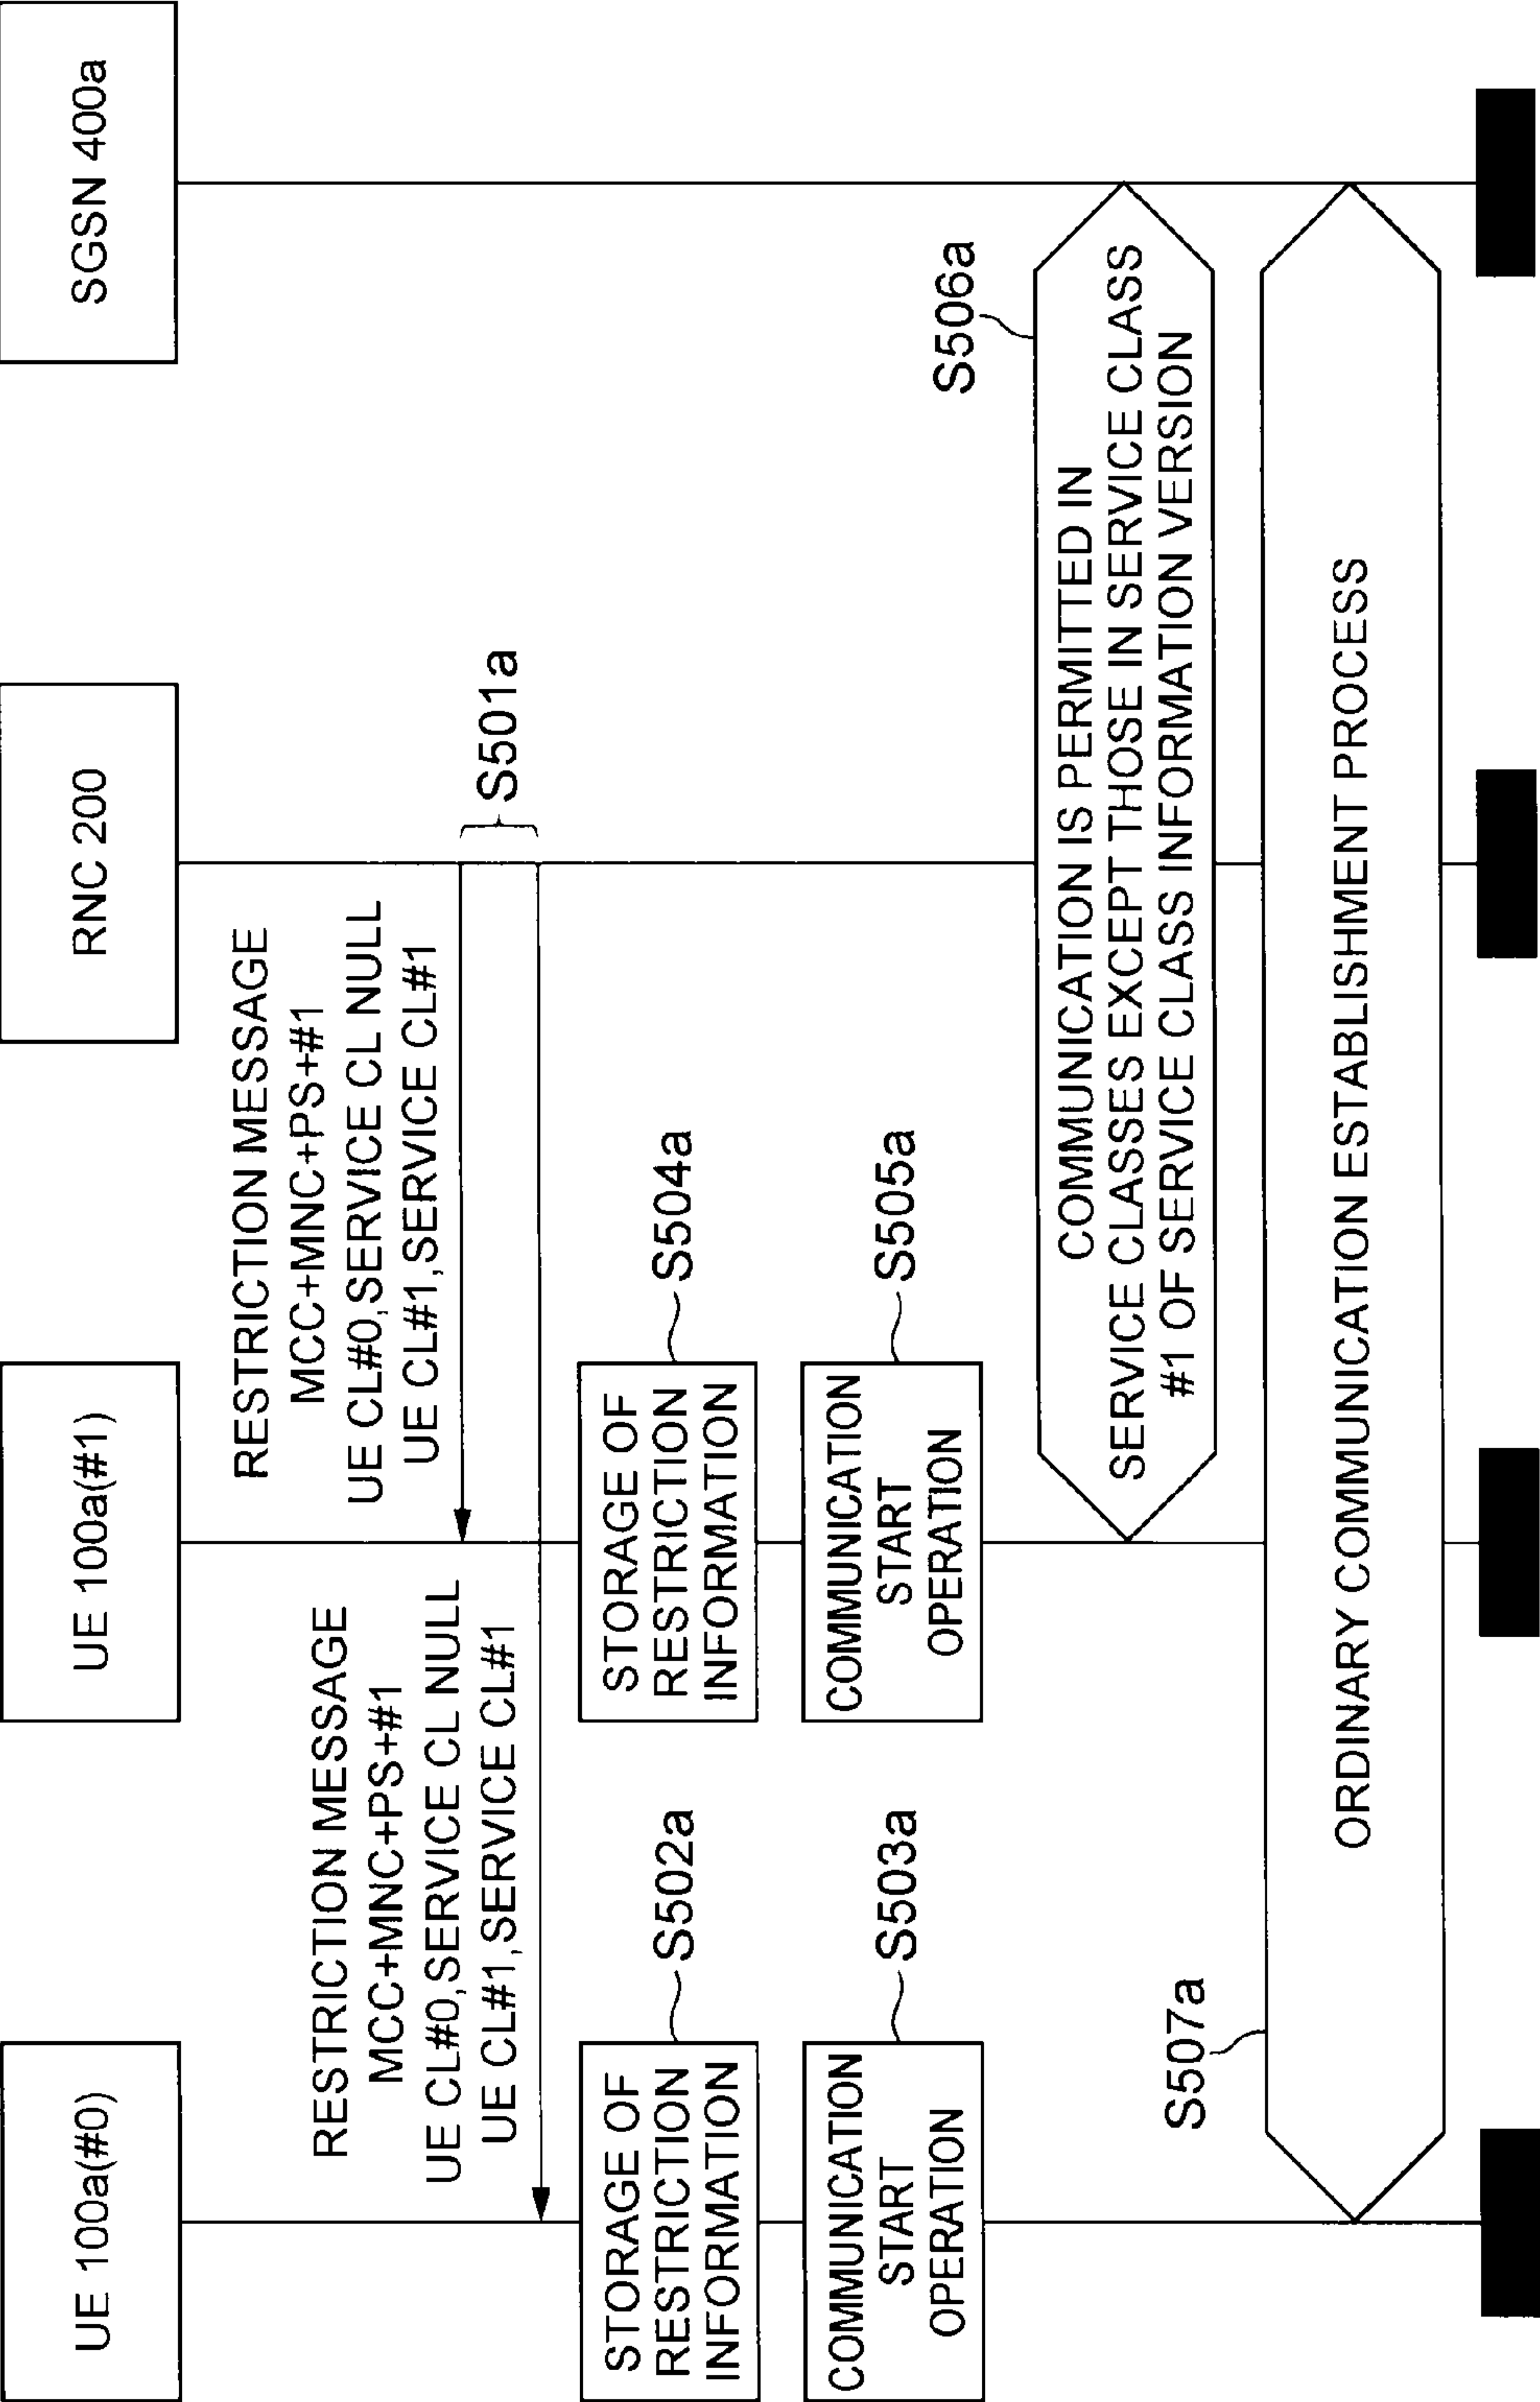 UE 100a(#0)
UE 100a(#1)
RNC 200
SGSN 400a
RESTRICTION MESSAGE
MCC+MNC+PS+#1
UE CL#0,SERVICE CL NULL
UE CL#1,SERVICE CL#1
RESTRICTION MESSAGE
MCC+MNC+PS+#1
UE CL#0,SERVICE CL NULL
UE CL#1,SERVICE CL#1
S501a
STORAGE OF
RESTRICTION
INFORMATION
S502a
STORAGE OF
RESTRICTION
INFORMATION
S504a
COMMUNICATION
START
OPERATION
S503a
COMMUNICATION
START
OPERATION
S505a
S506a
COMMUNICATION IS PERMITTED IN
SERVICE CLASSES EXCEPT THOSE IN SERVICE CLASS
#1 OF SERVICE CLASS INFORMATION VERSION
S507a
ORDINARY COMMUNICATION ESTABLISHMENT PROCESS